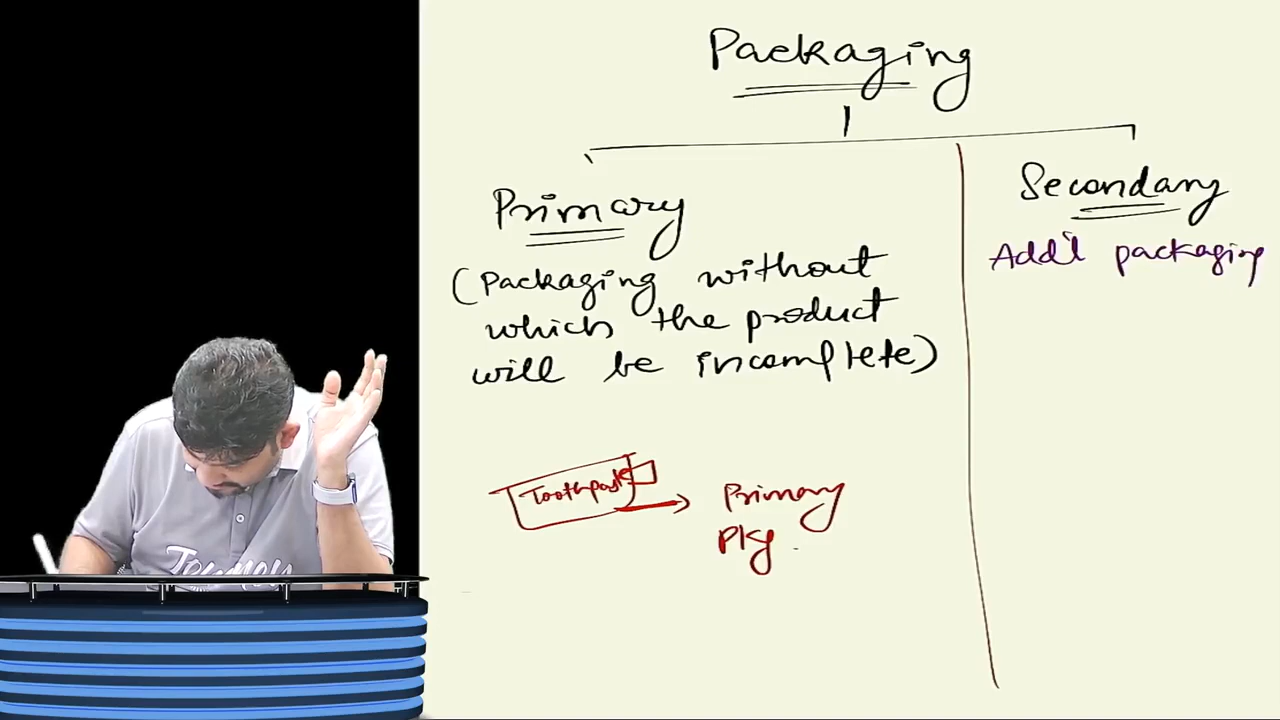 Packaging
Primary
(Packaging without
which the product
will be incomplete)
Secondary
Add'l packaging
Toothpaste
Primary
Pkg.